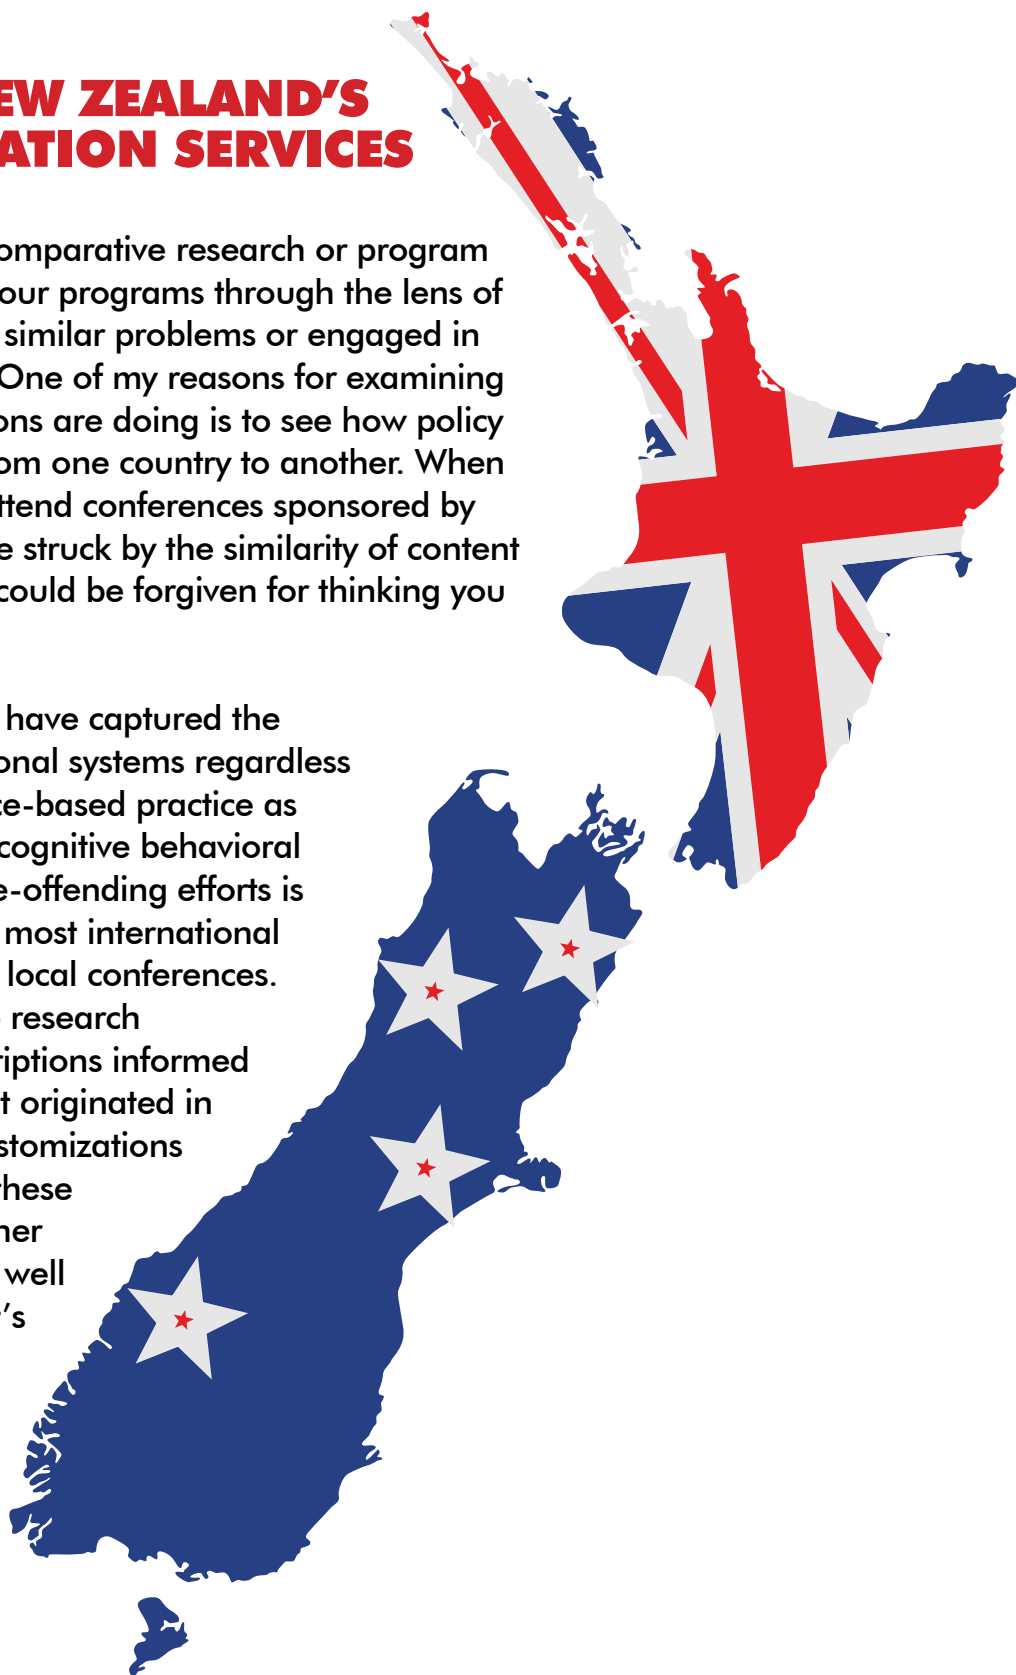 EW ZEALAND’S
ATION SERVICES
omparative research or program
our programs through the lens of
similar problems or engaged in
One of my reasons for examining
ons are doing is to see how policy
om one country to another. When
ttend conferences sponsored by
e struck by the similarity of content
could be forgiven for thinking you
have captured the
onal systems regardless
ce-based practice as
cognitive behavioral
e-offending efforts is
most international
local conferences.
research
riptions informed
t originated in
stomizations
these
her
well
’s